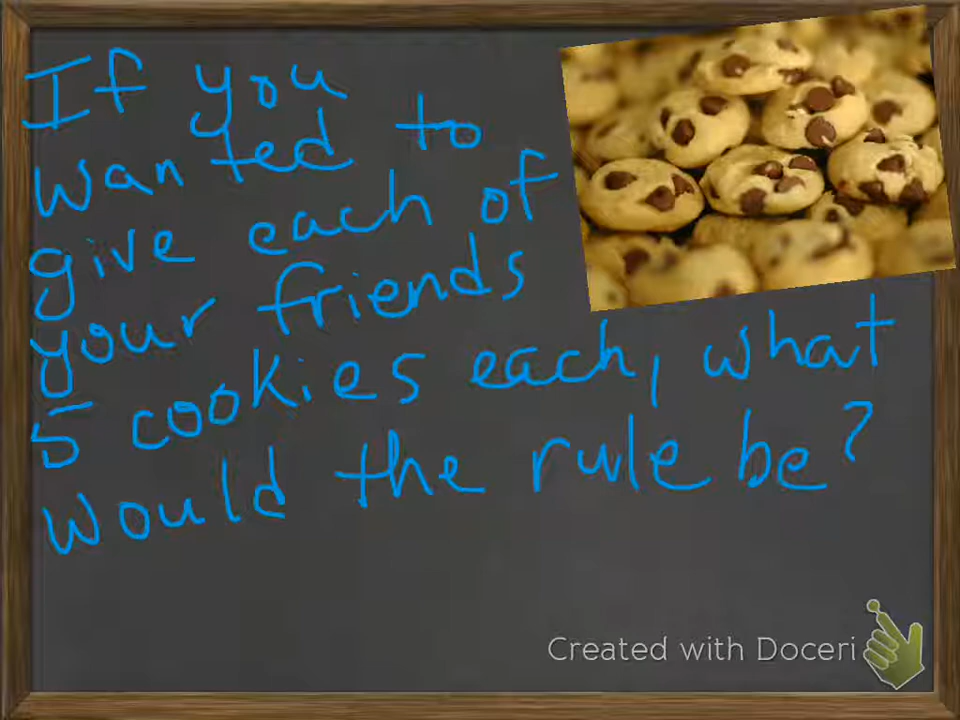 If you
wanted to
give each of
your friends
5 cookies each, what
would the rule be?
Created with Doceri